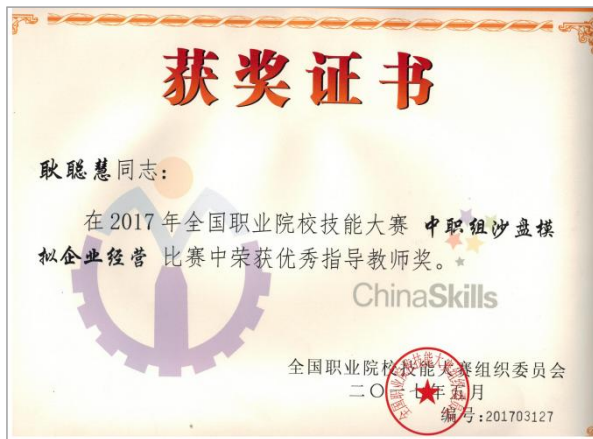 获奖证书
耿聪慧同志：
在2017年全国职业院校技能大赛 中职组沙盘模
拟企业经营 比赛中荣获优秀指导教师奖。
ChinaSkills
全国职业院校技能大赛组织委员会
二〇一七年五月
编号:201703127